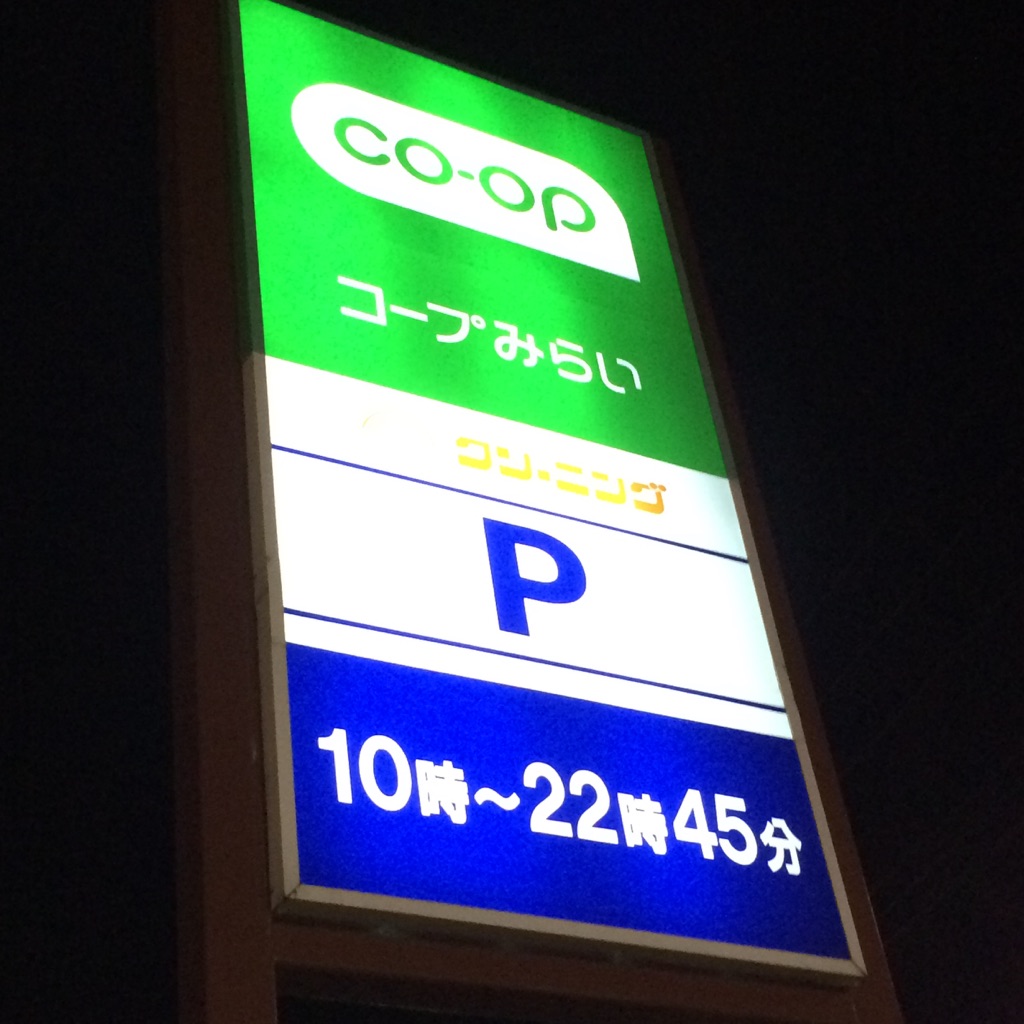 co-op
コープみらい
クリーニング
P
10時～22時45分